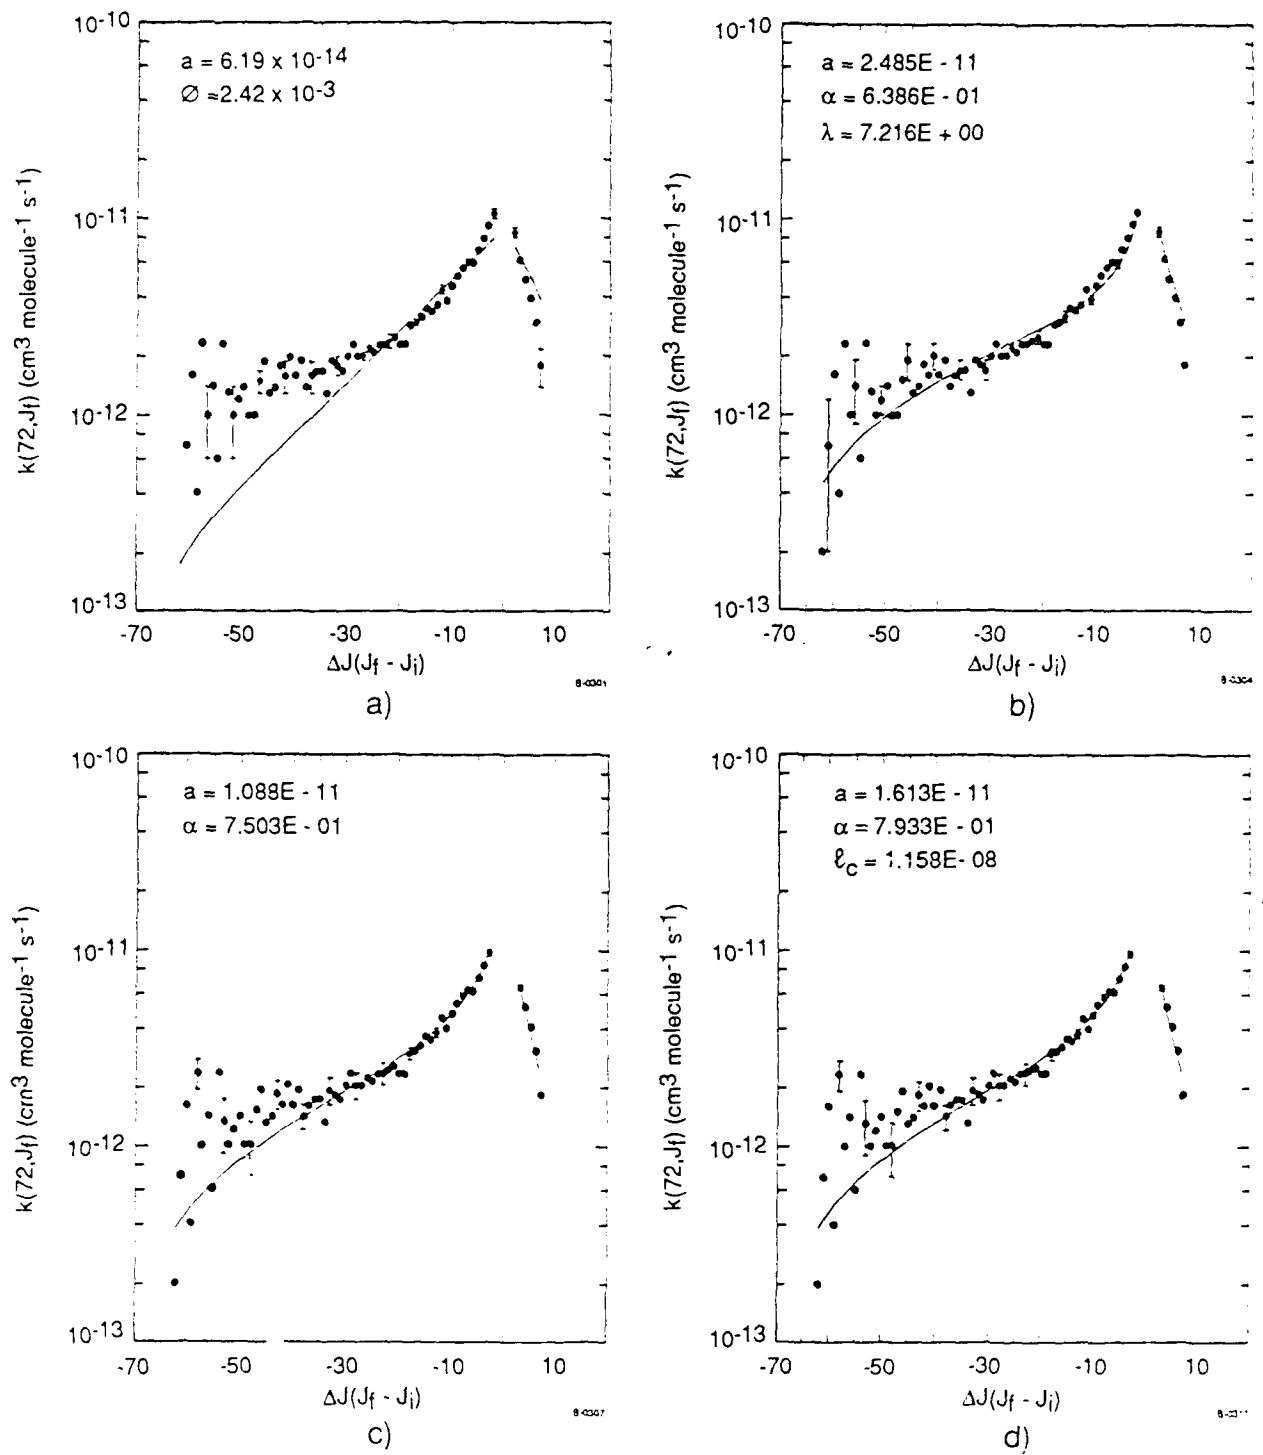 10-10
a = 6.19 x 10-14
Ø =2.42 x 10-3
10-11
10-12
10-13
k(72,Jf) (cm3 molecule-1 s-1)
-70 -50 -30 -10 10
ΔJ(Jf - Ji)
8-0301
a)
10-10
a = 2.485E - 11
α = 6.386E - 01
λ = 7.216E + 00
10-11
10-12
10-13
k(72,Jf) (cm3 molecule-1 s-1)
-70 -50 -30 -10 10
ΔJ(Jf - Ji)
8-0304
b)
10-10
a = 1.088E - 11
α = 7.503E - 01
10-11
10-12
10-13
k(72,Jf) (cm3 molecule-1 s-1)
-70 -50 -30 -10 10
ΔJ(Jf - Ji)
8-0307
c)
10-10
a = 1.613E - 11
α = 7.933E - 01
ℓc = 1.158E- 08
10-11
10-12
10-13
k(72,Jf) (cm3 molecule-1 s-1)
-70 -50 -30 -10 10
ΔJ(Jf - Ji)
d)